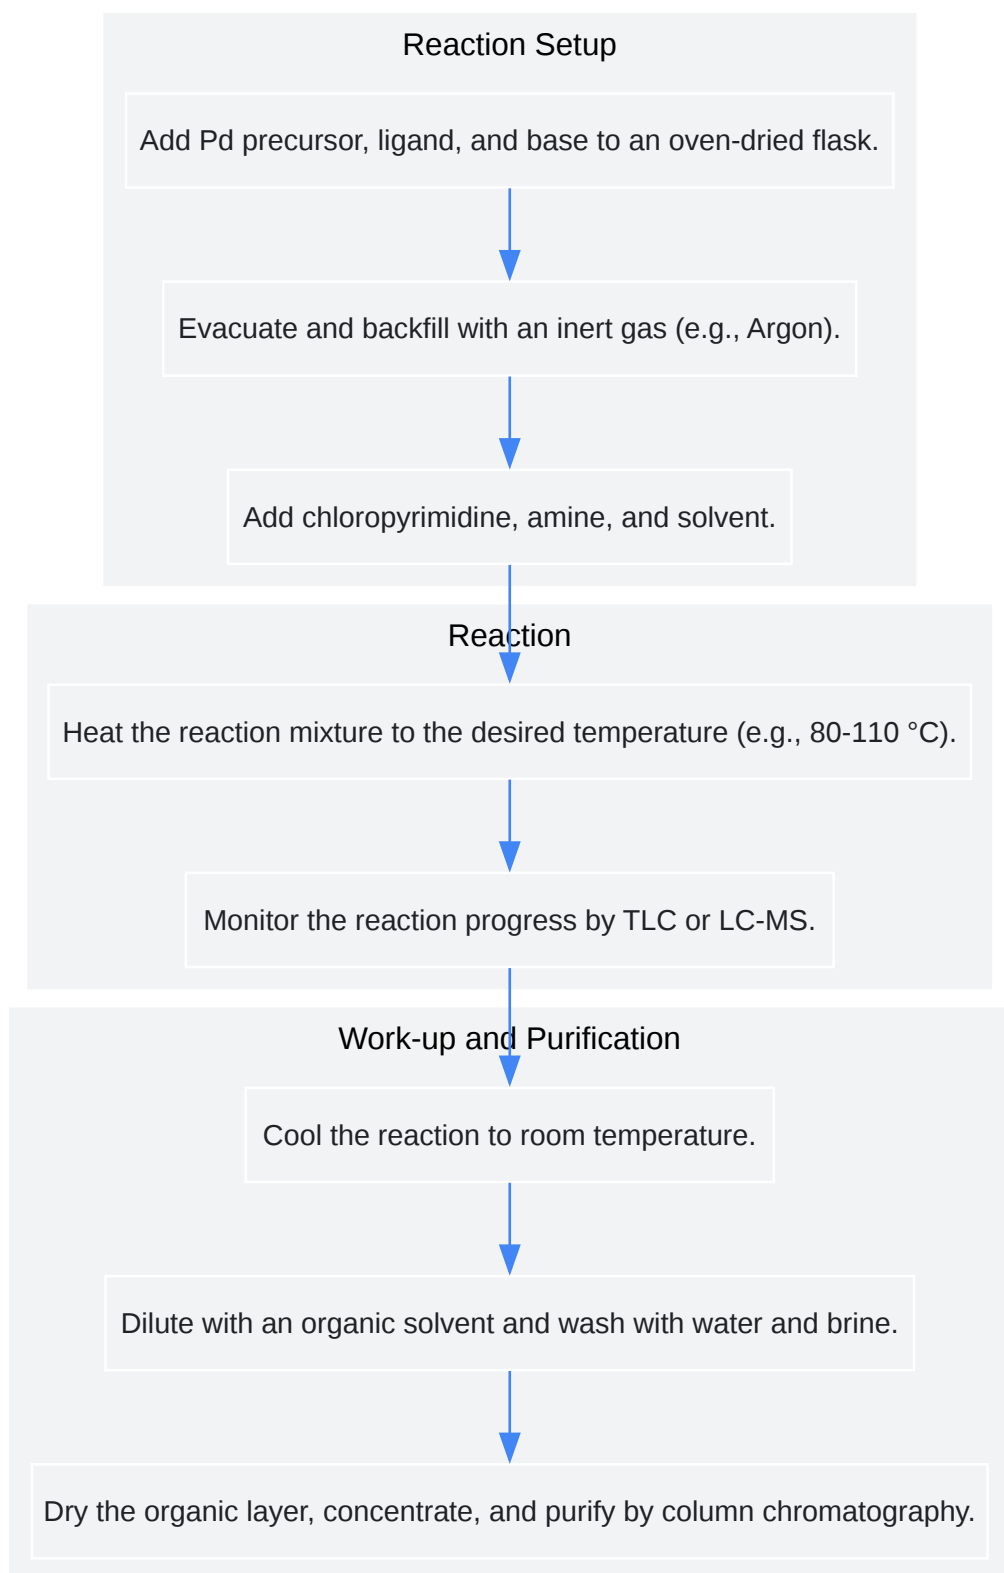 Reaction Setup
Add Pd precursor, ligand, and base to an oven-dried flask.
Evacuate and backfill with an inert gas (e.g., Argon).
Add chloropyrimidine, amine, and solvent.
Reaction
Heat the reaction mixture to the desired temperature (e.g., 80-110 °C).
Monitor the reaction progress by TLC or LC-MS.
Work-up and Purification
Cool the reaction to room temperature.
Dilute with an organic solvent and wash with water and brine.
Dry the organic layer, concentrate, and purify by column chromatography.